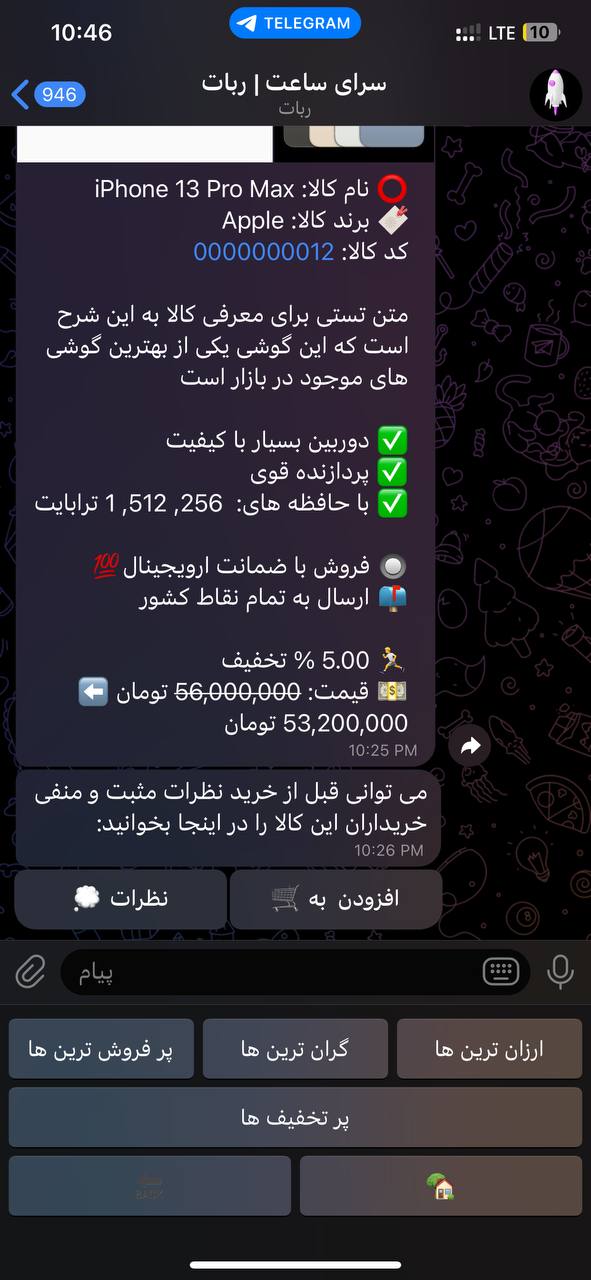 10:46
TELEGRAM
LTE
10
946
سرای ساعت | ربات
ربات
⭕ نام کالا: iPhone 13 Pro Max
برند کالا: Apple
کد کالا: 0000000012
متن تستی برای معرفی کالا به این شرح
است که این گوشی یکی از بهترین گوشی
های موجود در بازار است
✅ دوربین بسیار با کیفیت
✅ پردازنده قوی
✅ با حافظه های: 256, 512, 1 ترابایت
🔘 فروش با ضمانت ارویجینال 💯
📫 ارسال به تمام نقاط کشور
🏃 5.00 % تخفیف
💵 قیمت: 56,000,000 تومان ⬅️
53,200,000 تومان
10:25 PM
می توانی قبل از خرید نظرات مثبت و منفی
خریداران این کالا را در اینجا بخوانید:
10:26 PM
افزودن به 🛒
نظرات 💭
پیام
ارزان ترین ها
گران ترین ها
پر فروش ترین ها
پر تخفیف ها
🏡
BACK